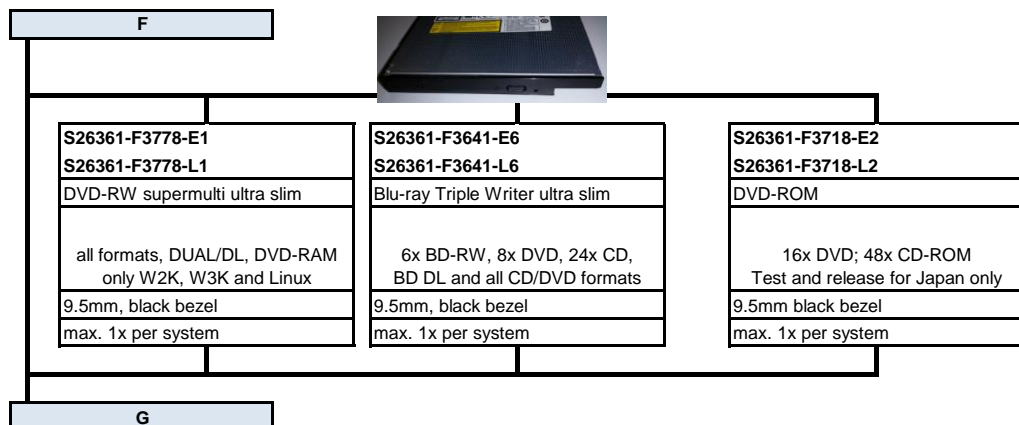 F
S26361-F3778-E1
S26361-F3778-L1
DVD-RW supermulti ultra slim
all formats, DUAL/DL, DVD-RAM
only W2K, W3K and Linux
9.5mm, black bezel
max. 1x per system
S26361-F3641-E6
S26361-F3641-L6
Blu-ray Triple Writer ultra slim
6x BD-RW, 8x DVD, 24x CD,
BD DL and all CD/DVD formats
9.5mm, black bezel
max. 1x per system
S26361-F3718-E2
S26361-F3718-L2
DVD-ROM
16x DVD; 48x CD-ROM
Test and release for Japan only
9.5mm black bezel
max. 1x per system
G